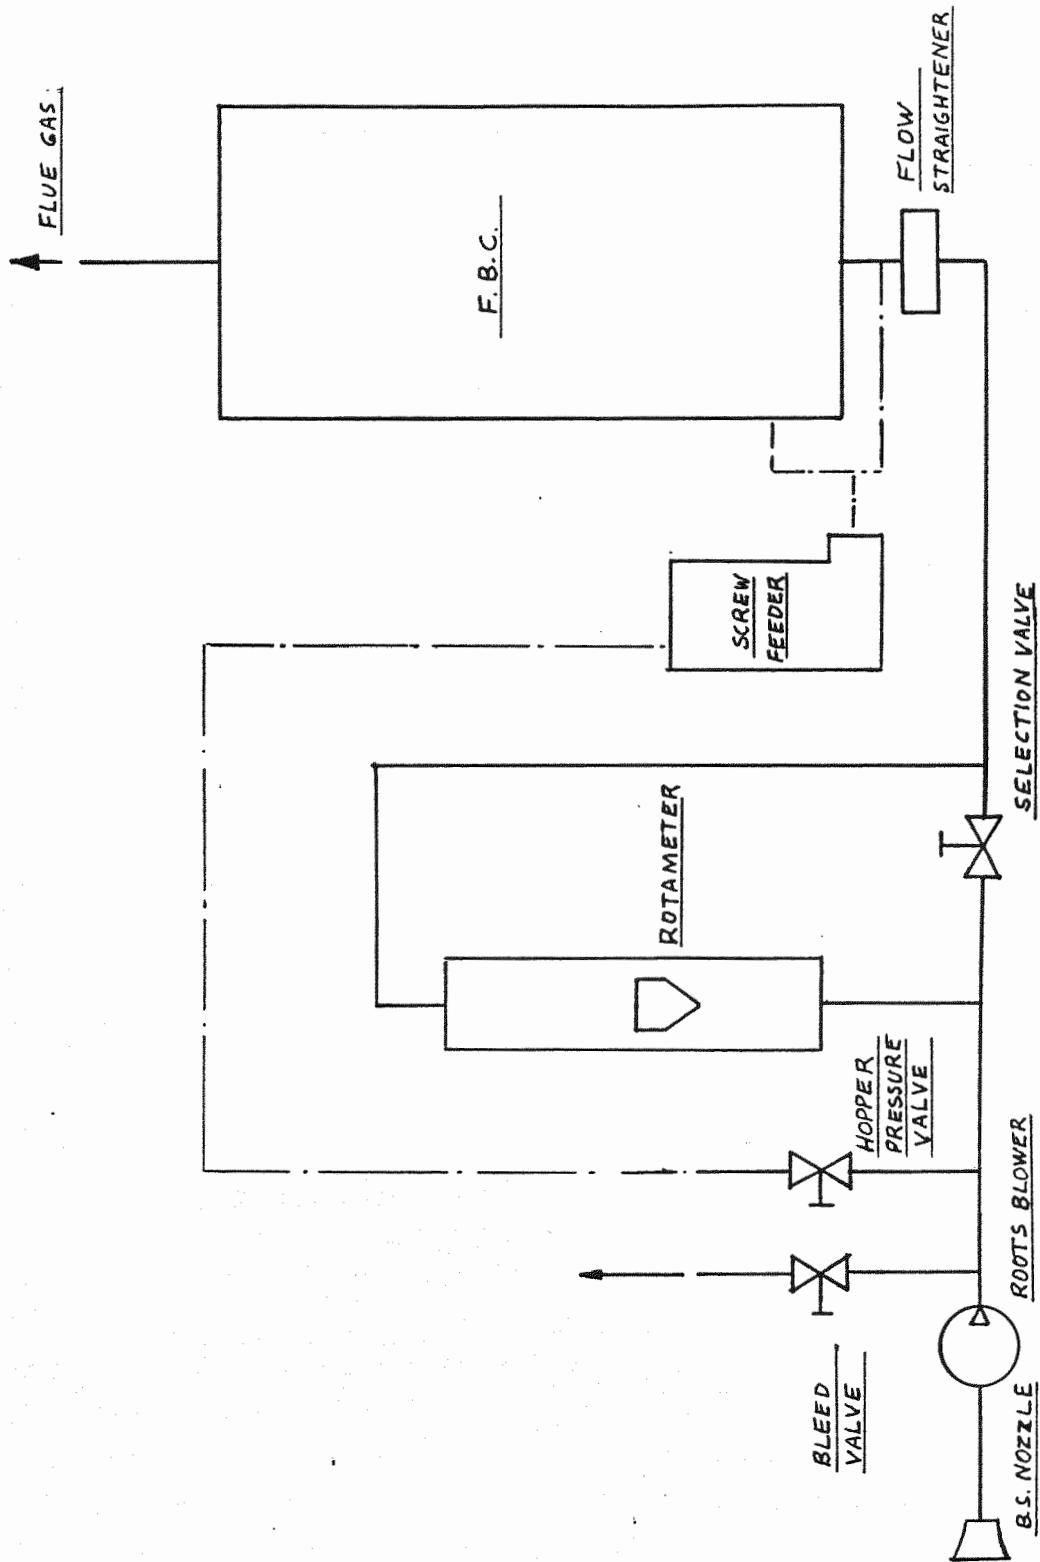 FLUE GAS.
F. B. C.
FLOW
STRAIGHTENER
SCREW
FEEDER
SELECTION VALVE
ROTAMETER
HOPPER
PRESSURE
VALVE
ROOTS BLOWER
BLEED
VALVE
B.S. NOZZLE